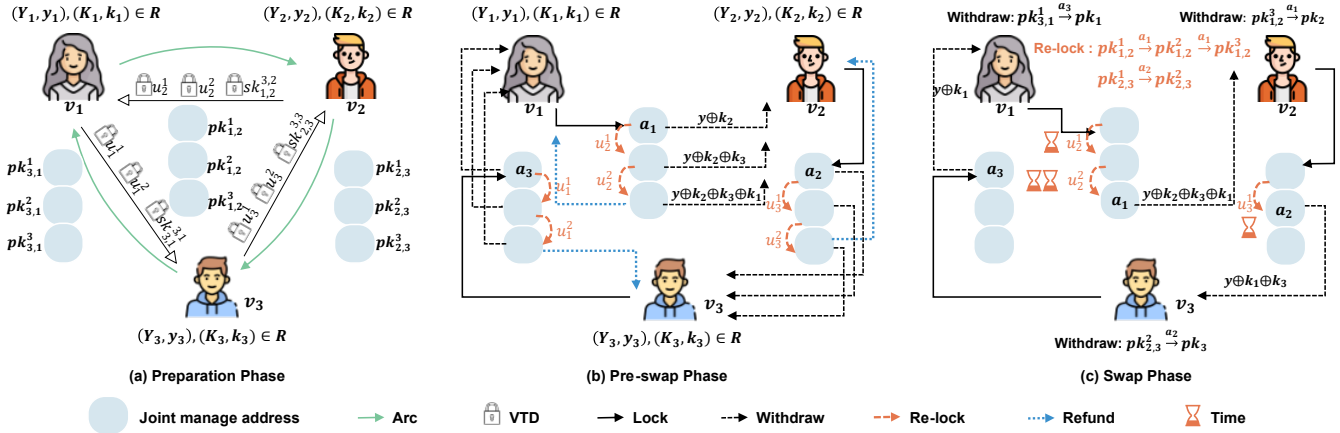 (Y₁, y₁), (K₁, k₁) ∈ R
(Y₂, y₂), (K₂, k₂) ∈ R
v₁
v₂
u₂¹ u₂² sk₁,₂³,²
pk₁,₂¹
pk₁,₂²
pk₁,₂³
u₁¹ u₁² sk₃,₁³,¹
u₃¹ u₃² sk₂,₃³,³
pk₃,₁¹
pk₃,₁²
pk₃,₁³
pk₂,₃¹
pk₂,₃²
pk₂,₃³
v₃
(Y₃, y₃), (K₃, k₃) ∈ R
(a) Preparation Phase
(Y₁, y₁), (K₁, k₁) ∈ R
(Y₂, y₂), (K₂, k₂) ∈ R
v₁
v₂
a₁
y⊕k₂
u₂¹
y⊕k₂⊕k₃
u₂²
y⊕k₂⊕k₃⊕k₁
a₃
u₁¹
u₁²
a₂
u₃¹
u₃²
v₃
(Y₃, y₃), (K₃, k₃) ∈ R
(b) Pre-swap Phase
Withdraw: pk₃,₁¹ →a₃ pk₁
Withdraw: pk₁,₂³ →a₁ pk₂
Re-lock : pk₁,₂¹ →a₁ pk₁,₂² →a₁ pk₁,₂³
pk₂,₃¹ →a₂ pk₂,₃²
y⊕k₁
v₁
v₂
u₂¹
u₂²
a₃
a₁
y⊕k₂⊕k₃⊕k₁
u₃¹
a₂
y⊕k₁⊕k₃
v₃
Withdraw: pk₂,₃² →a₂ pk₃
(c) Swap Phase
Joint manage address
Arc
VTD
Lock
Withdraw
Re-lock
Refund
Time